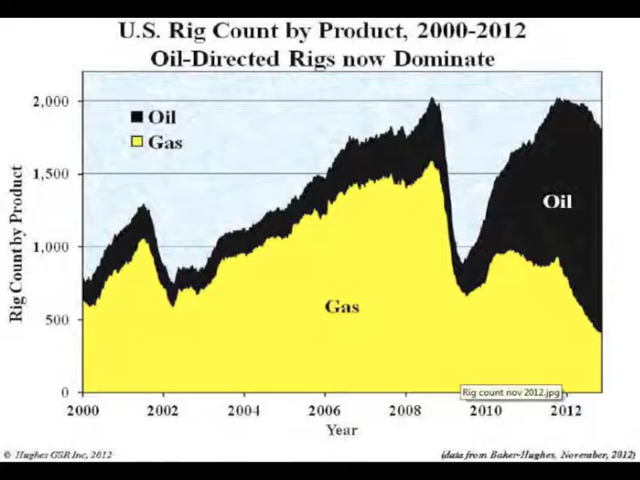 U.S. Rig Count by Product, 2000-2012
Oil-Directed Rigs now Dominate
2,000
1,500
1,000
500
0
Rig Count by Product
Oil
Gas
Oil
Gas
Rig count nov 2012.jpg
2000 2002 2004 2006 2008 2010 2012
Year
© Hughes GSR Inc, 2012
(data from Baker-Hughes, November, 2012)